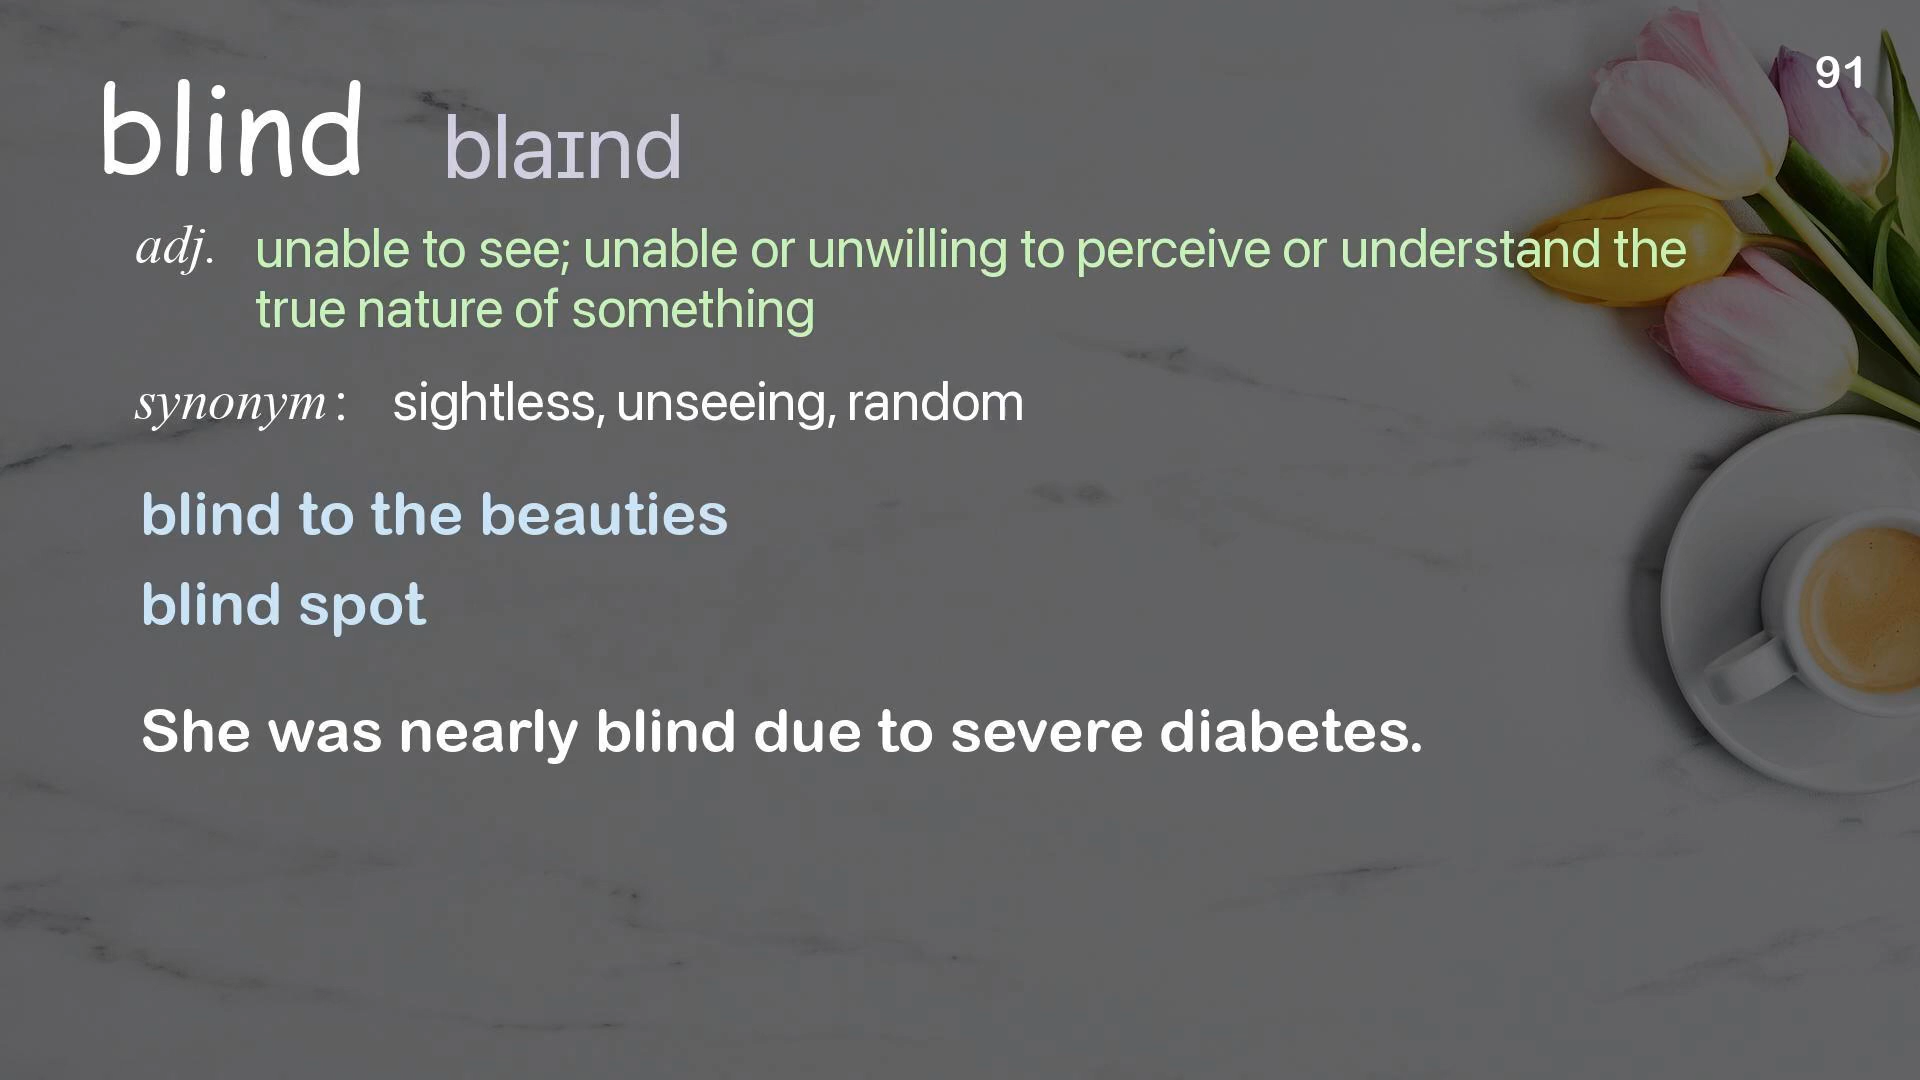 91
blind blaɪnd
adj. unable to see; unable or unwilling to perceive or understand the
true nature of something
synonym : sightless, unseeing, random
blind to the beauties
blind spot
She was nearly blind due to severe diabetes.